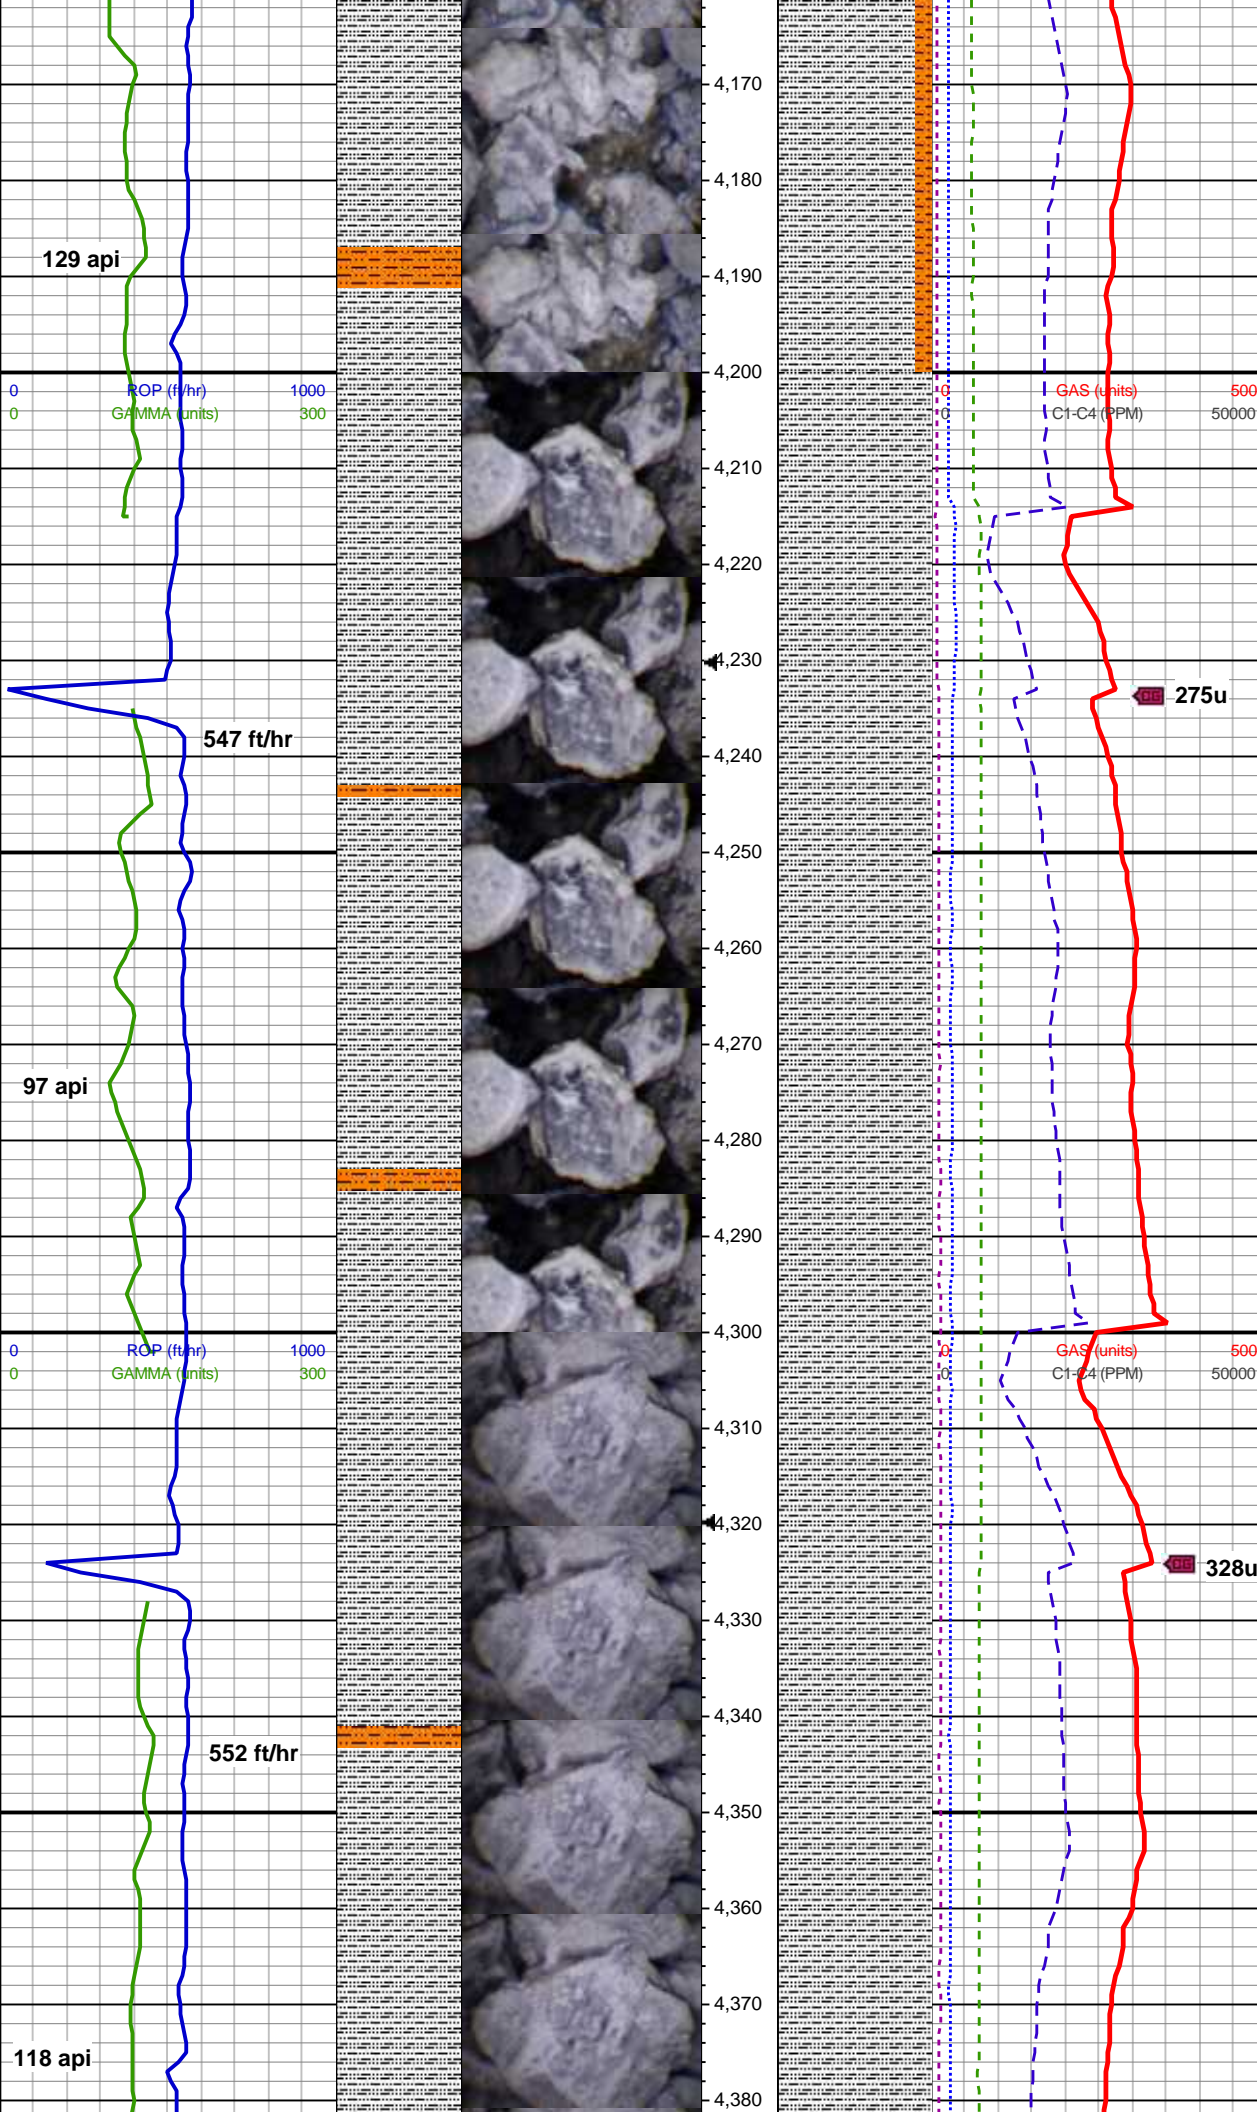 4,170
4,180
129 api
4,190
4,200
0 ROP (ft/hr) 1000
0 GAMMA (units) 300
0 GAS (units) 500
0 C1-C4 (PPM) 50000
4,210
4,220
4,230
CG 275u
547 ft/hr
4,240
4,250
4,260
4,270
97 api
4,280
4,290
4,300
0 ROP (ft/hr) 1000
0 GAMMA (units) 300
0 GAS (units) 500
0 C1-C4 (PPM) 50000
4,310
4,320
CG 328u
4,330
4,340
552 ft/hr
4,350
4,360
4,370
118 api
4,380